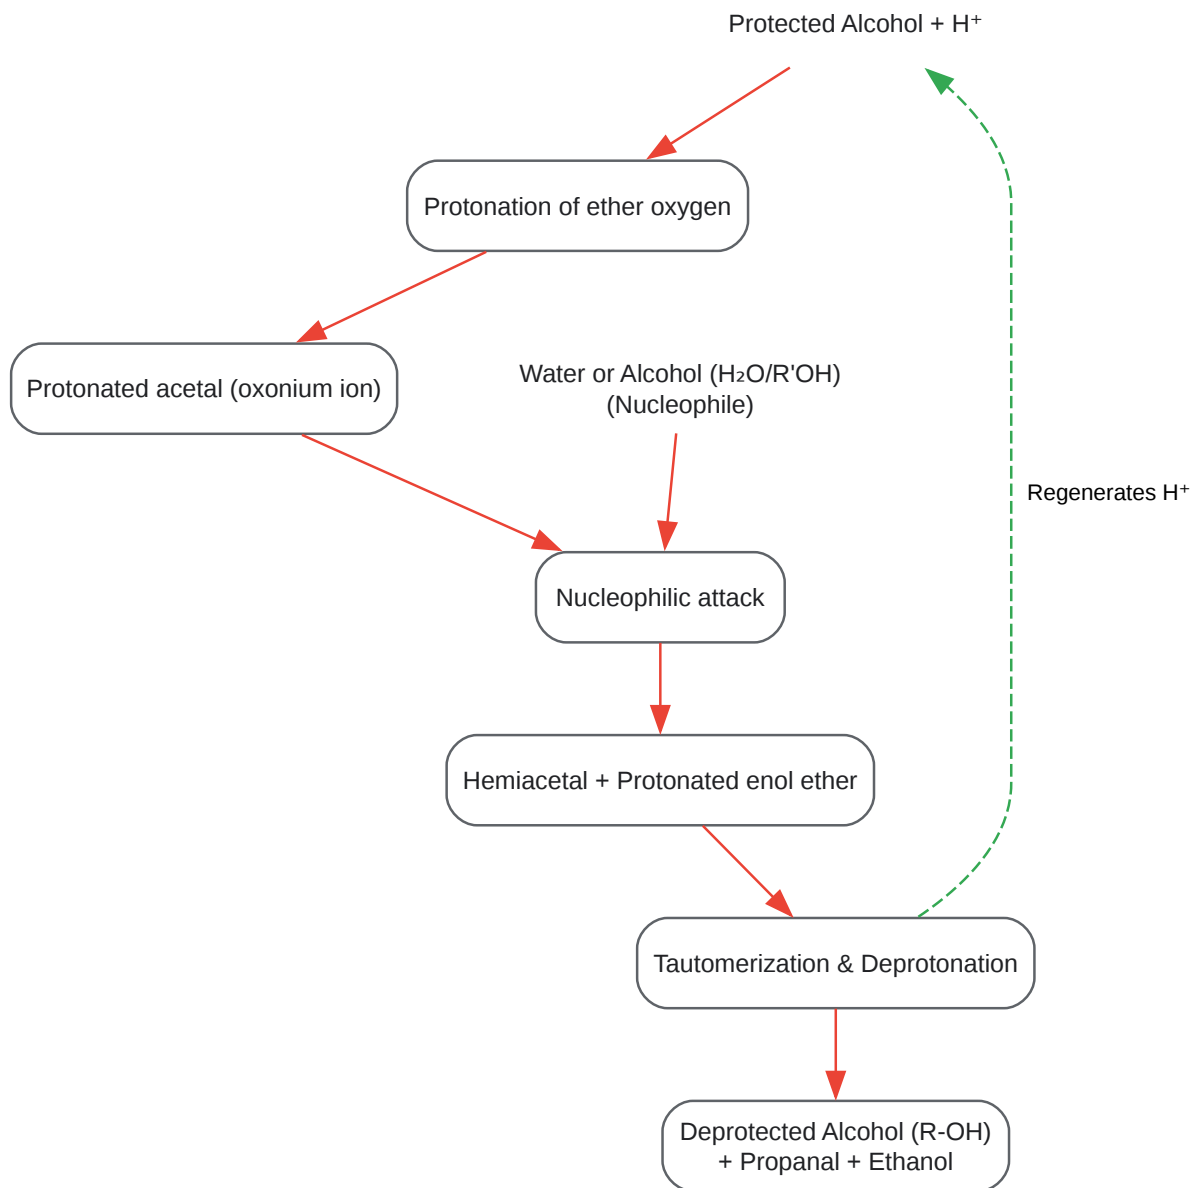 Protected Alcohol + H⁺
Protonation of ether oxygen
Protonated acetal (oxonium ion)
Water or Alcohol (H₂O/R'OH)
(Nucleophile)
Regenerates H⁺
Nucleophilic attack
Hemiacetal + Protonated enol ether
Tautomerization & Deprotonation
Deprotected Alcohol (R-OH)
+ Propanal + Ethanol